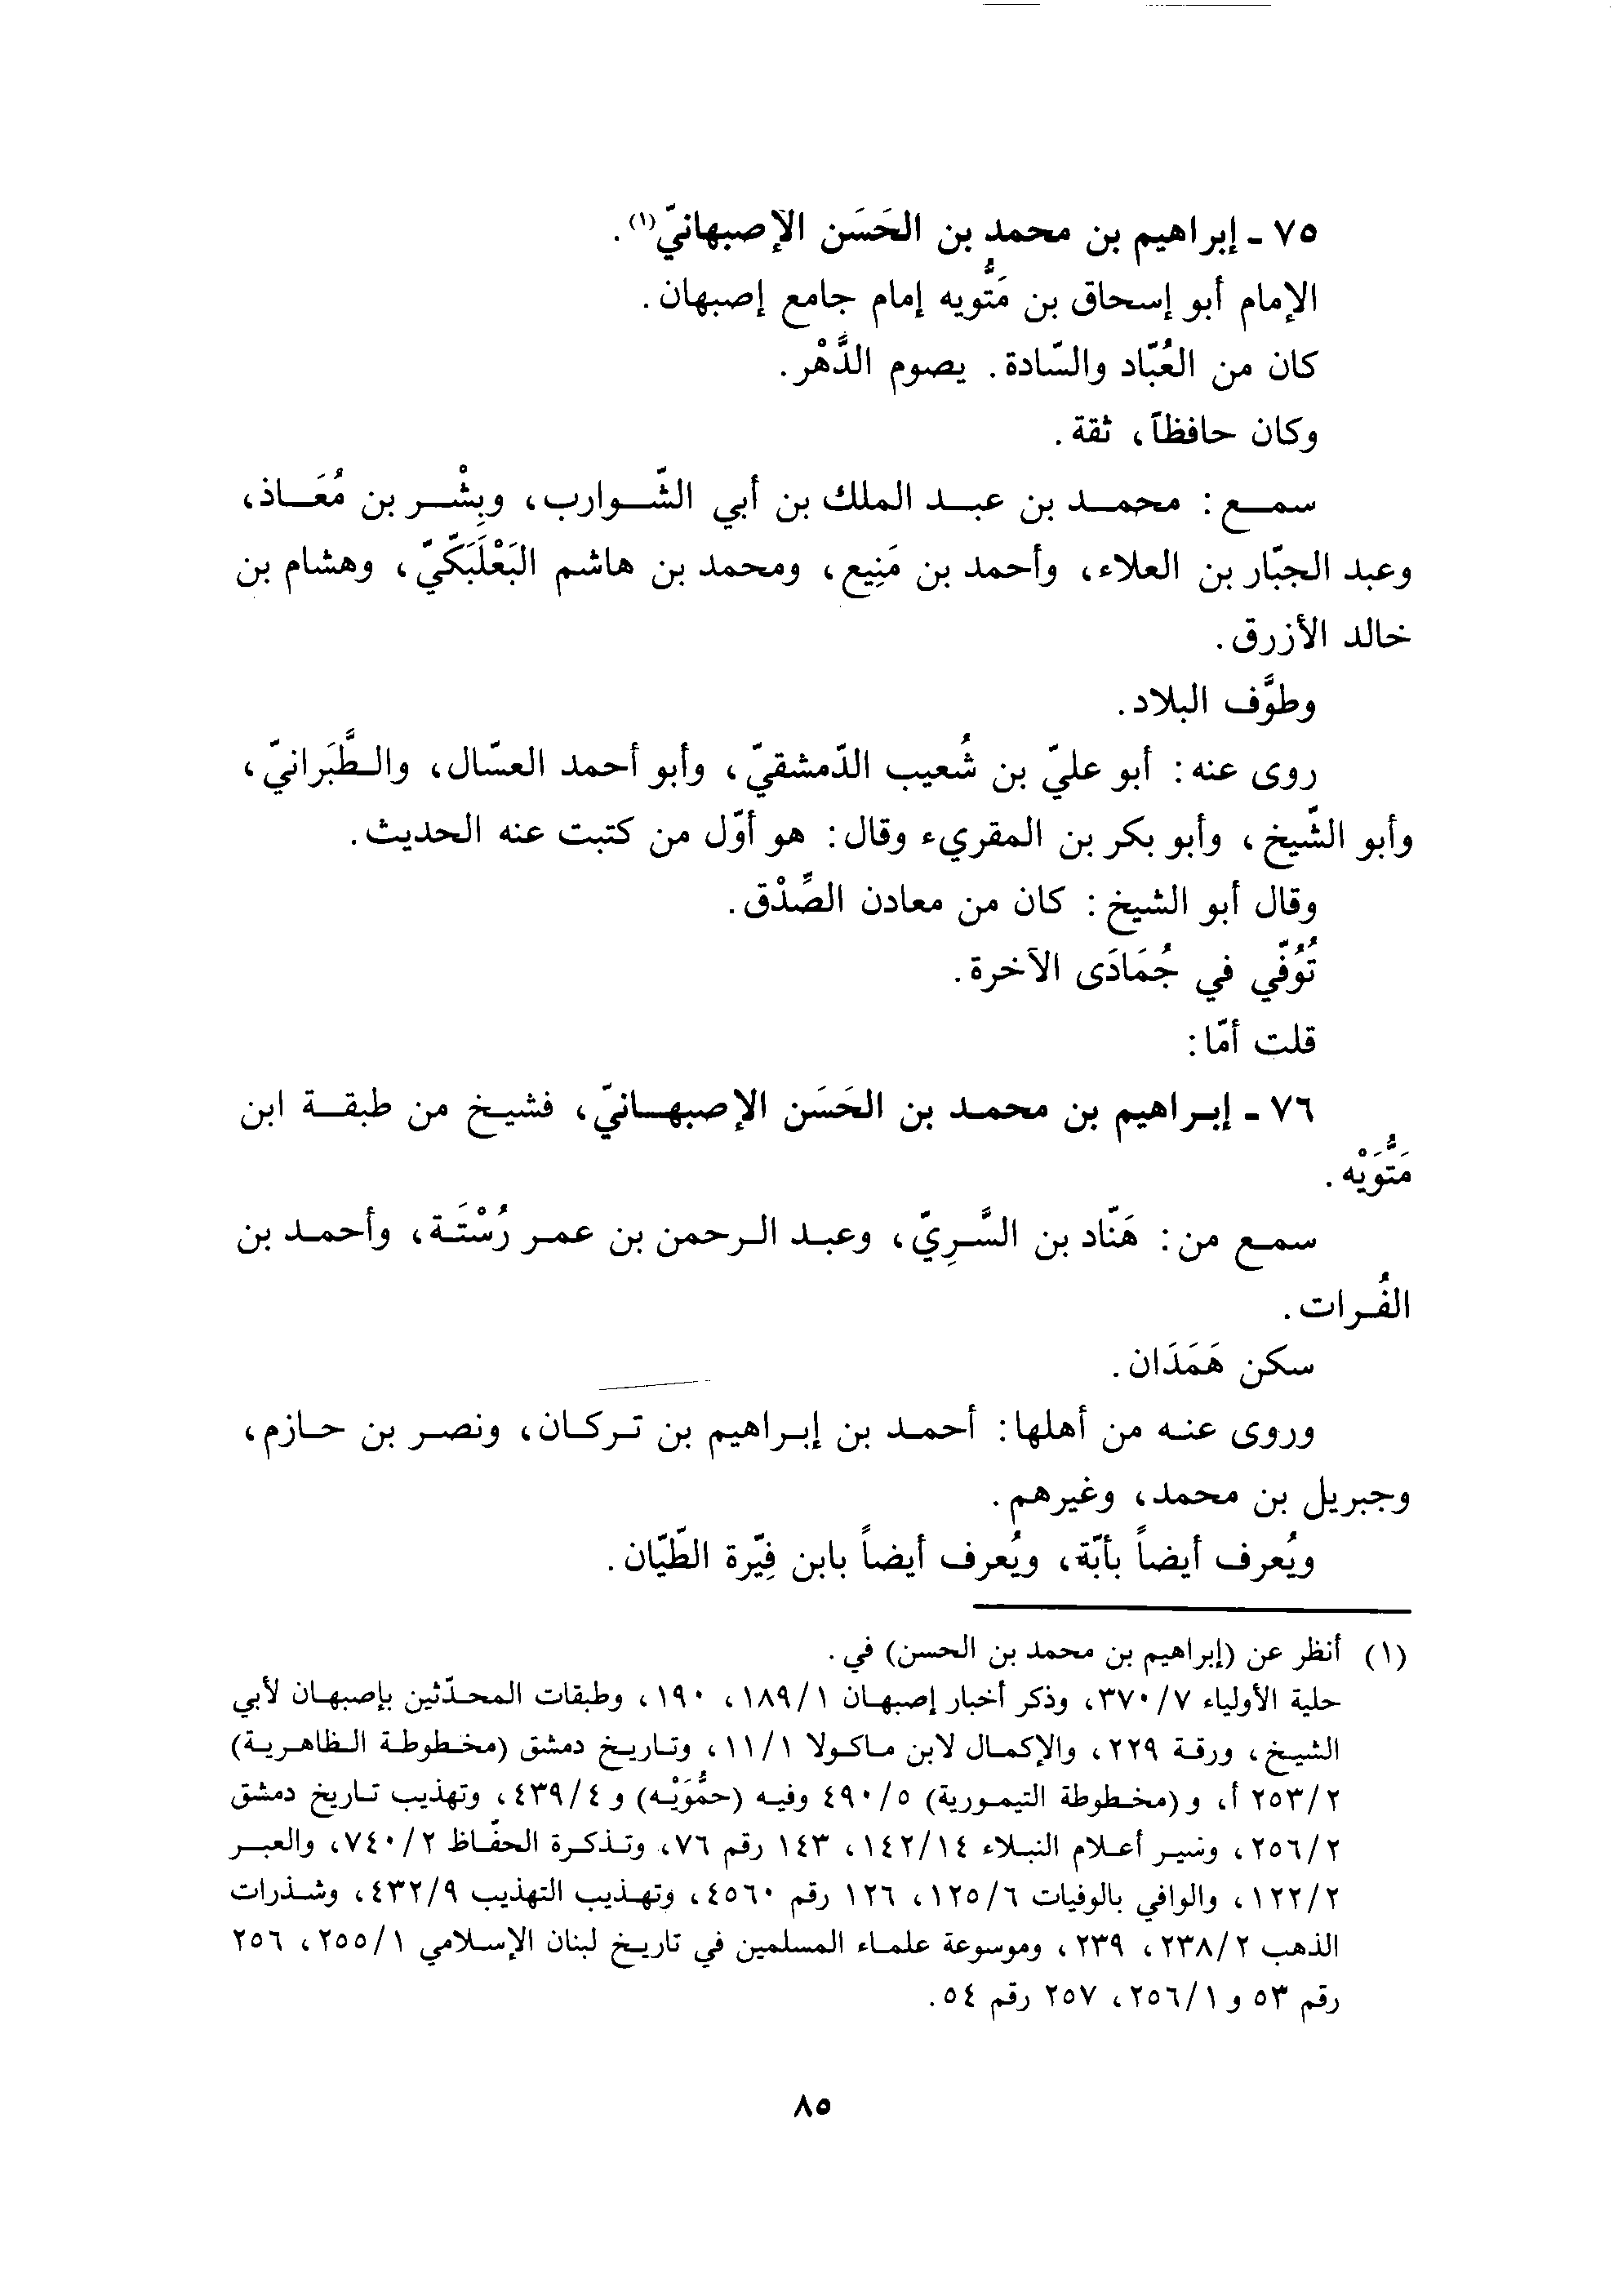 ٧٥ ـ إبراهيم بن محمد بن الحَسَن الإصبهانيّ(١).
الإمام أبو إسحاق بن مَتُّويه إمام جامع إصبهان.
كان من العُبّاد والسّادة. يصوم الدَّهْر.
وكان حافظاً، ثقة.
سمع: محمد بن عبد الملك بن أبي الشّوارب، وبِشْر بن مُعَاذ،
وعبد الجبّار بن العلاء، وأحمد بن مَنِيع، ومحمد بن هاشم البَعْلَبَكّيّ، وهشام بن
خالد الأزرق.
وطوَّف البلاد.
روى عنه: أبو عليّ بن شُعيب الدّمشقيّ، وأبو أحمد العسّال، والطَّبَرانيّ،
وأبو الشّيخ، وأبو بكر بن المقريء وقال: هو أوّل من كتبت عنه الحديث.
وقال أبو الشيخ: كان من معادن الصِّدْق.
تُوُفّي في جُمَادَى الآخرة.
قلت أمّا:
٧٦ ـ إبراهيم بن محمد بن الحَسَن الإصبهانيّ، فشيخ من طبقة ابن
مَتُّوَيْه.
سمع من: هَنّاد بن السَّرِيّ، وعبد الرحمن بن عمر رُسْتَة، وأحمد بن
الفُرات.
سكن هَمَدَان.
وروى عنه من أهلها: أحمد بن إبراهيم بن تركان، ونصر بن حازم،
وجبريل بن محمد، وغيرهم.
ويُعرف أيضاً بأبّة، ويُعرف أيضاً بابن فِيّرة الطّيّان.
(١) أنظر عن (إبراهيم بن محمد بن الحسن) في.
حلية الأولياء ٧/٣٧٠، وذكر أخبار إصبهان ١/١٨٩، ١٩٠، وطبقات المحدّثين بإصبهان لأبي
الشيخ، ورقة ٢٢٩، والإكمال لابن ماكولا ١/١١، وتاريخ دمشق (مخطوطة الظاهرية)
٢/٢٥٣ أ، و(مخطوطة التيمورية) ٥/٤٩٠ وفيه (حمُّوَيْه) و ٤/٤٣٩، وتهذيب تاريخ دمشق
٢/٢٥٦، وسير أعلام النبلاء ١٤/١٤٢، ١٤٣ رقم ٧٦، وتذكرة الحفّاظ ٢/٧٤٠، والعبر
٢/١٢٢، والوافي بالوفيات ٦/١٢٥، ١٢٦ رقم ٤٥٦٠، وتهذيب التهذيب ٩/٤٣٢، وشذرات
الذهب ٢/٢٣٨، ٢٣٩، وموسوعة علماء المسلمين في تاريخ لبنان الإسلامي ١/٢٥٥، ٢٥٦
رقم ٥٣ و ١/٢٥٦، ٢٥٧ رقم ٥٤.
٨٥